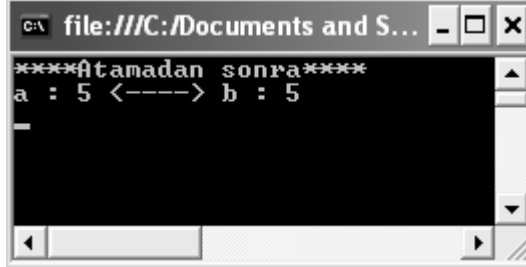 file:///C:/Documents and S...
****Atamadan sonra****
a : 5 <----> b : 5